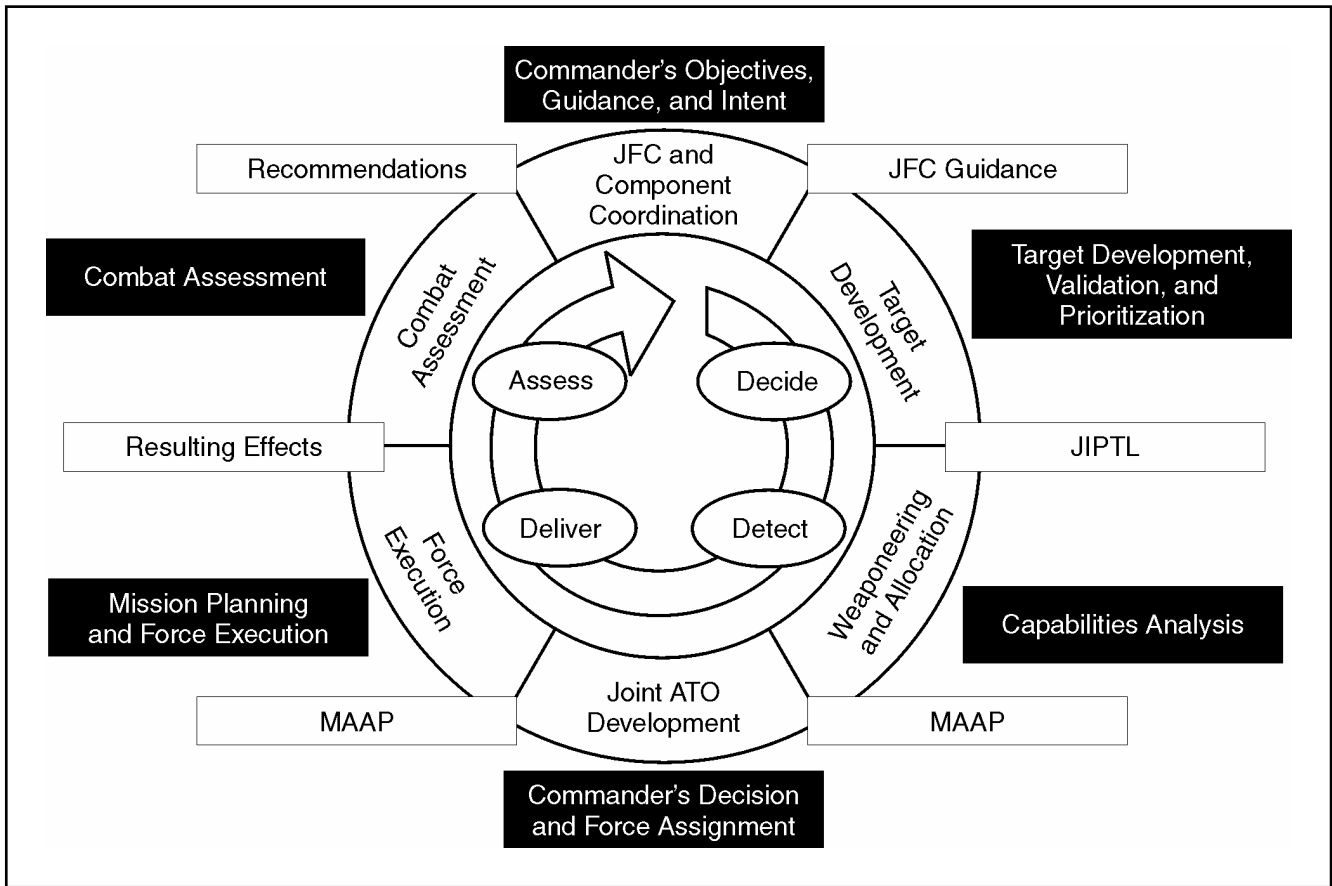 Commander's Objectives,
Guidance, and Intent
Recommendations
JFC and
Component
Coordination
JFC Guidance
Combat Assessment
Combat
Assessment
Target
Development
Target Development,
Validation, and
Prioritization
Assess
Decide
Resulting Effects
JIPTL
Deliver
Detect
Force
Execution
Weaponeering
and Allocation
Mission Planning
and Force Execution
Capabilities Analysis
MAAP
Joint ATO
Development
MAAP
Commander's Decision
and Force Assignment